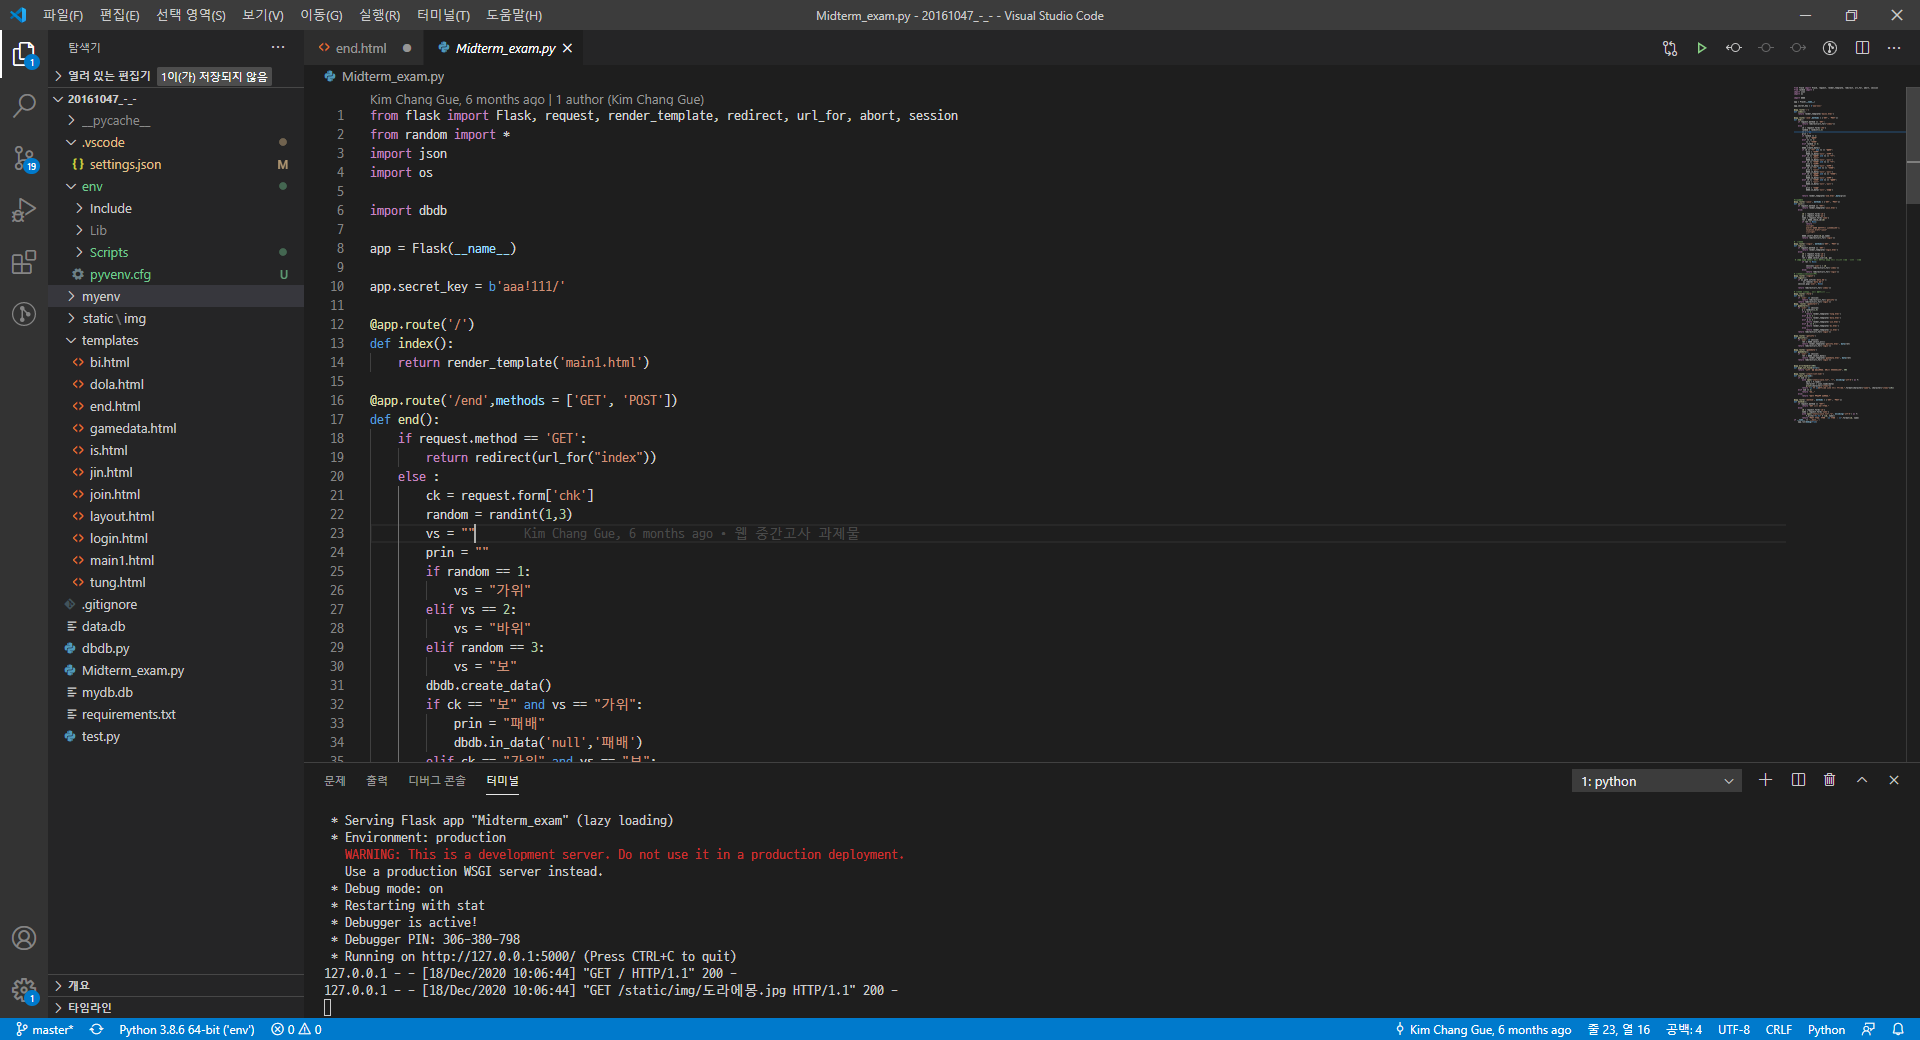 파일(F) 편집(E) 선택 영역(S) 보기(V) 이동(G) 실행(R) 터미널(T) 도움말(H)
Midterm_exam.py - 20161047_-_- - Visual Studio Code
탐색기
end.html
Midterm_exam.py
열려 있는 편집기 1이(가) 저장되지 않음
20161047_-_-
__pycache__
.vscode
settings.json M
env
Include
Lib
Scripts
pyvenv.cfg U
myenv
static \ img
templates
bi.html
dola.html
end.html
gamedata.html
is.html
jin.html
join.html
layout.html
login.html
main1.html
tung.html
.gitignore
data.db
dbdb.py
Midterm_exam.py
mydb.db
requirements.txt
test.py
개요
타임라인
1
19
1
Midterm_exam.py
Kim Chang Gue, 6 months ago | 1 author (Kim Chang Gue)
1 from flask import Flask, request, render_template, redirect, url_for, abort, session
2 from random import *
3 import json
4 import os
5
6 import dbdb
7
8 app = Flask(__name__)
9
10 app.secret_key = b'aaa!111/'
11
12 @app.route('/')
13 def index():
14 return render_template('main1.html')
15
16 @app.route('/end',methods = ['GET', 'POST'])
17 def end():
18 if request.method == 'GET':
19 return redirect(url_for("index"))
20 else :
21 ck = request.form['chk']
22 random = randint(1,3)
23 vs = "" Kim Chang Gue, 6 months ago • 웹 중간고사 과제물
24 prin = ""
25 if random == 1:
26 vs = "가위"
27 elif vs == 2:
28 vs = "바위"
29 elif random == 3:
30 vs = "보"
31 dbdb.create_data()
32 if ck == "보" and vs == "가위":
33 prin = "패배"
34 dbdb.in_data('null','패배')
35 elif ck == "가위" and vs == "보":
문제 출력 디버그 콘솔 터미널
1: python
* Serving Flask app "Midterm_exam" (lazy loading)
* Environment: production
WARNING: This is a development server. Do not use it in a production deployment.
Use a production WSGI server instead.
* Debug mode: on
* Restarting with stat
* Debugger is active!
* Debugger PIN: 306-380-798
* Running on http://127.0.0.1:5000/ (Press CTRL+C to quit)
127.0.0.1 - - [18/Dec/2020 10:06:44] "GET / HTTP/1.1" 200 -
127.0.0.1 - - [18/Dec/2020 10:06:44] "GET /static/img/도라에몽.jpg HTTP/1.1" 200 -
master* Python 3.8.6 64-bit ('env') 0 0
Kim Chang Gue, 6 months ago 줄 23, 열 16 공백: 4 UTF-8 CRLF Python